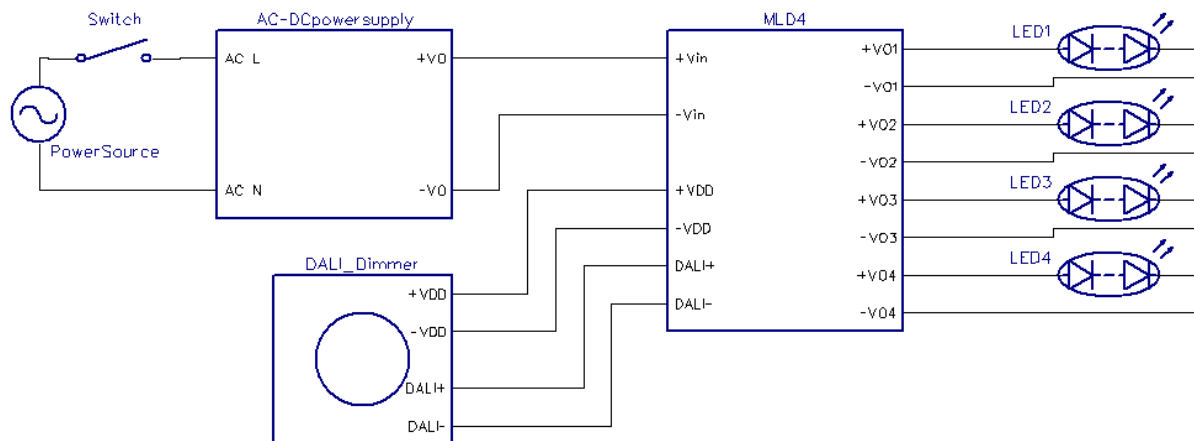 Switch
AC-DCpowersupply
MLD4
LED1
AC L
+VO
+Vin
+VO1
-VO1
LED2
-Vin
+VO2
PowerSource
-VO2
LED3
AC N
-VO
+VDD
+VO3
-VDD
-VO3
LED4
DALI_Dimmer
DALI+
+VO4
+VDD
DALI-
-VO4
-VDD
DALI+
DALI-